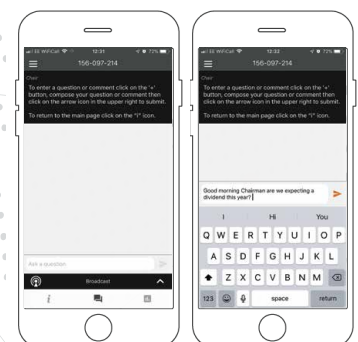 EE WiFiCall 12:31 72%
156-097-214
Chair
To enter a question or comment click on the '+'
button, compose your question or comment then
click on the arrow icon in the upper right to submit.
To return to the main page click on the "i" icon.
Ask a question
Broadcast
i
EE WiFiCall 12:32 72%
156-097-214
Chair
To enter a question or comment click on the '+'
button, compose your question or comment then
click on the arrow icon in the upper right to submit.
To return to the main page click on the "i" icon.
Good morning Chairman are we expecting a
dividend this year?
I Hi You
Q W E R T Y U I O P
A S D F G H J K L
Z X C V B N M
123 space return